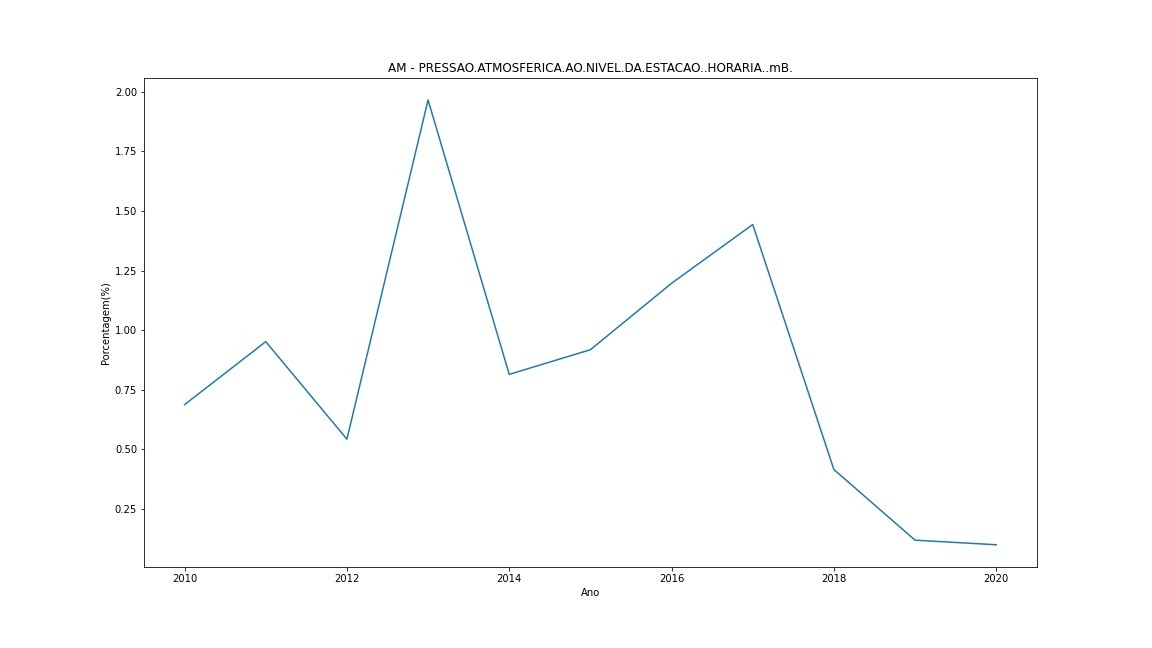 AM - PRESSAO.ATMOSFERICA.AO.NIVEL.DA.ESTACAO..HORARIA..mB.
2.00
1.75
1.50
1.25
1.00
0.75
0.50
0.25
Porcentagem(%)
2010 2012 2014 2016 2018 2020
Ano